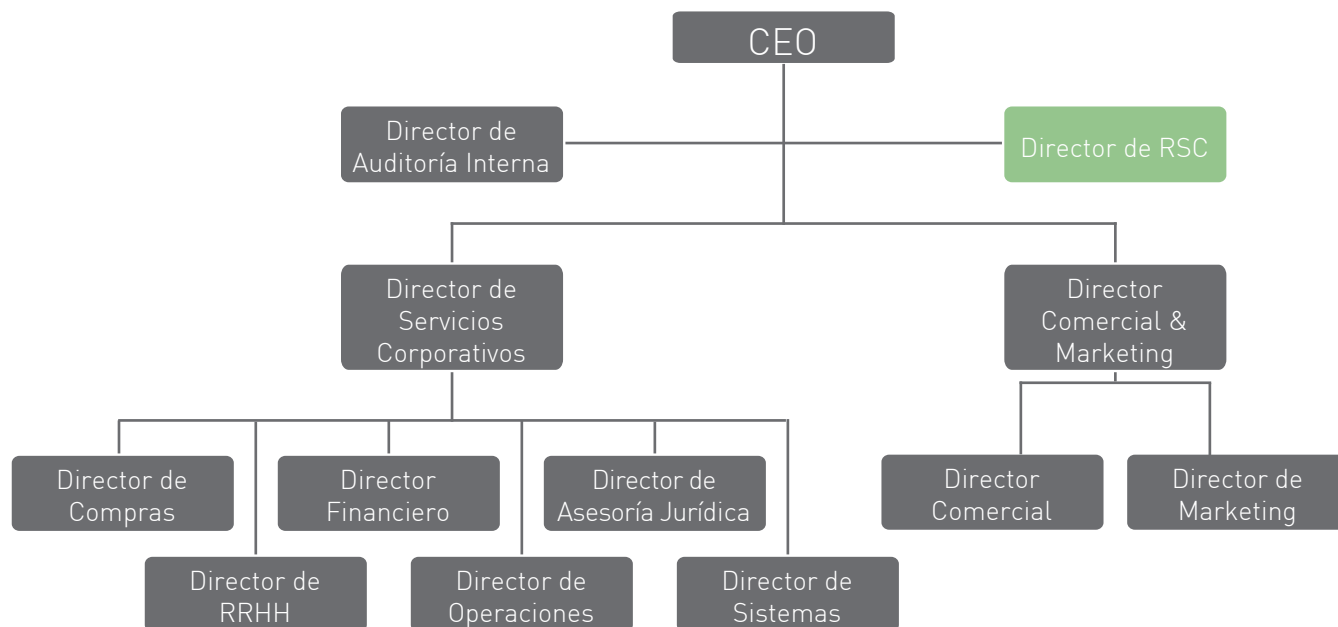 CEO
Director de
Auditoría Interna
Director de RSC
Director de
Servicios
Corporativos
Director
Comercial &
Marketing
Director de
Compras
Director
Financiero
Director de
Asesoría Jurídica
Director
Comercial
Director de
Marketing
Director de
RRHH
Director de
Operaciones
Director de
Sistemas